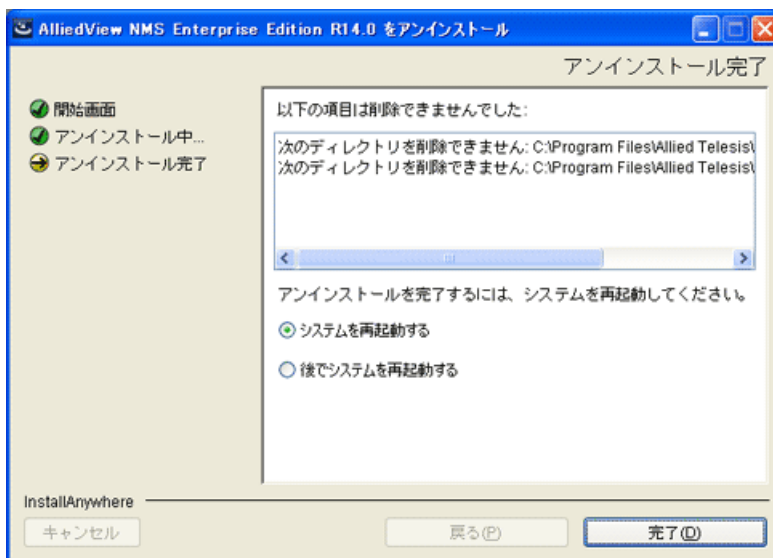 AlliedView NMS Enterprise Edition R14.0 をアンインストール
アンインストール完了
開始画面
アンインストール中...
アンインストール完了
以下の項目は削除できませんでした:
次のディレクトリを削除できません: C:\Program Files\Allied Telesis\
次のディレクトリを削除できません: C:\Program Files\Allied Telesis\
アンインストールを完了するには、システムを再起動してください。
システムを再起動する
後でシステムを再起動する
InstallAnywhere
キャンセル
戻る(P)
完了(D)